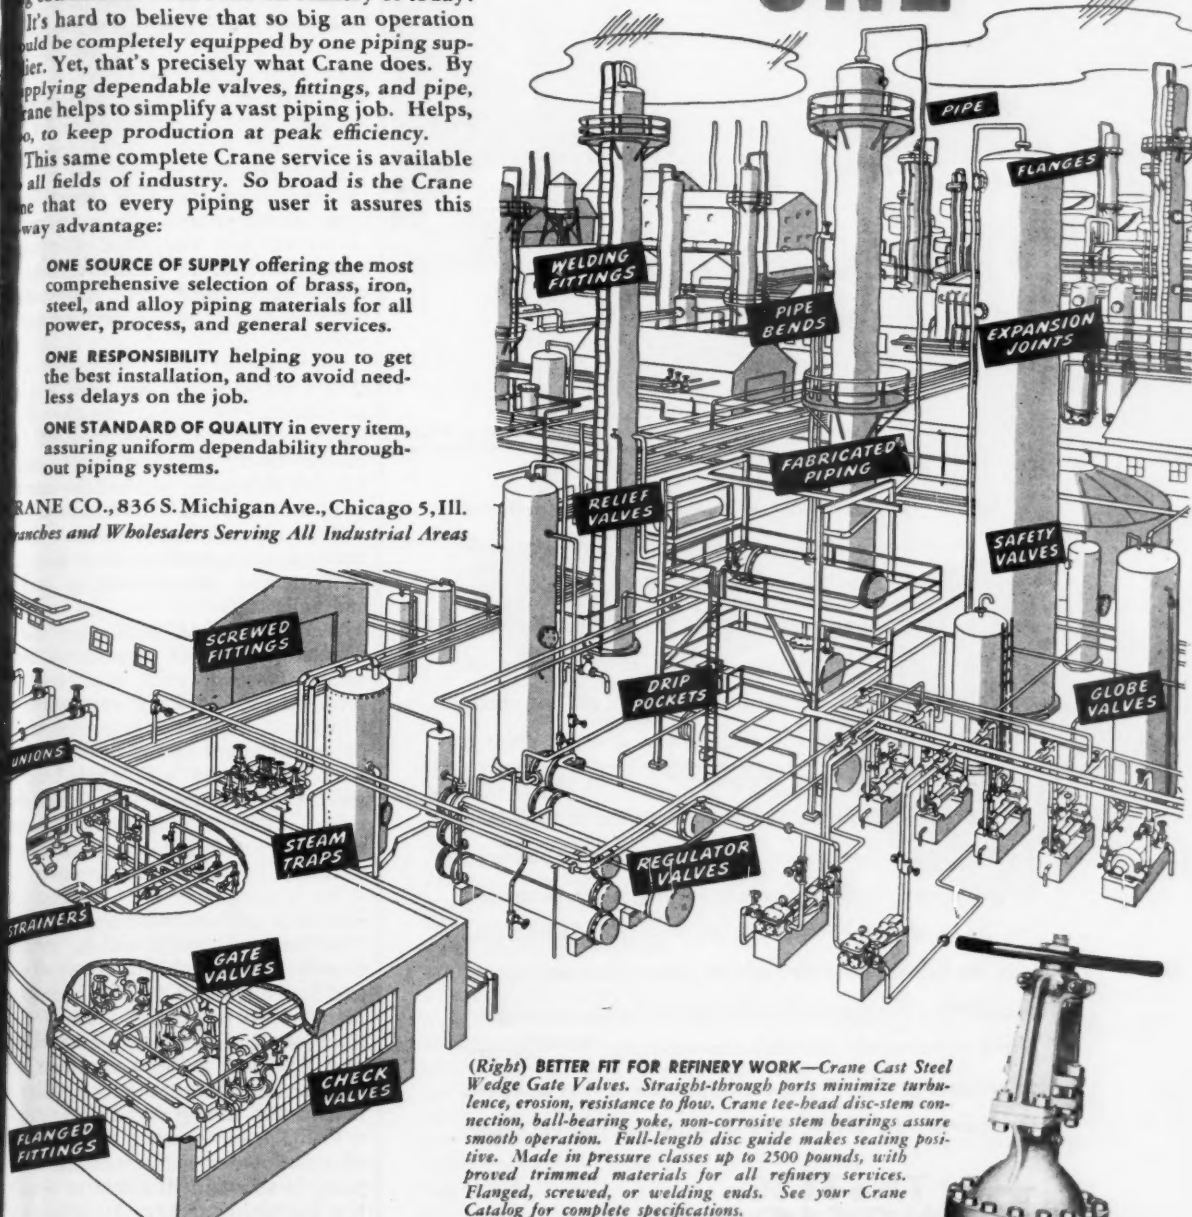 It's hard to believe that so big an operation
be completely equipped by one piping sup-
Yet, that's precisely what Crane does. By
dependable valves, fittings, and pipe,
helps to simplify a vast piping job. Helps,
to keep production at peak efficiency.
This same complete Crane service is available
all fields of industry. So broad is the Crane
that to every piping user it assures this
way advantage:
ONE SOURCE OF SUPPLY offering the most
comprehensive selection of brass, iron,
steel, and alloy piping materials for all
power, process, and general services.
ONE RESPONSIBILITY helping you to get
the best installation, and to avoid need-
less delays on the job.
ONE STANDARD OF QUALITY in every item,
assuring uniform dependability through-
out piping systems.
RANE CO., 836 S. Michigan Ave., Chicago 5, Ill.
and Wholesalers Serving All Industrial Areas
ONE
PIPE
FLANGES
WELDING
FITTINGS
PIPE
BENDS
EXPANSION
JOINTS
FABRICATED
PIPING
RELIEF
VALVES
SAFETY
VALVES
SCREWED
FITTINGS
DRIP
POCKETS
GLOBE
VALVES
UNIONS
STEAM
TRAPS
REGULATOR
VALVES
STRAINERS
GATE
VALVES
CHECK
VALVES
FLANGED
FITTINGS
(Right) BETTER FIT FOR REFINERY WORK—Crane Cast Steel
Wedge Gate Valves. Straight-through ports minimize turbu-
lence, erosion, resistance to flow. Crane tee-head disc-stem con-
nection, ball-bearing yoke, non-corrosive stem bearings assure
smooth operation. Full-length disc guide makes seating posi-
tive. Made in pressure classes up to 2500 pounds, with
proved trimmed materials for all refinery services.
Flanged, screwed, or welding ends. See your Crane
Catalog for complete specifications.